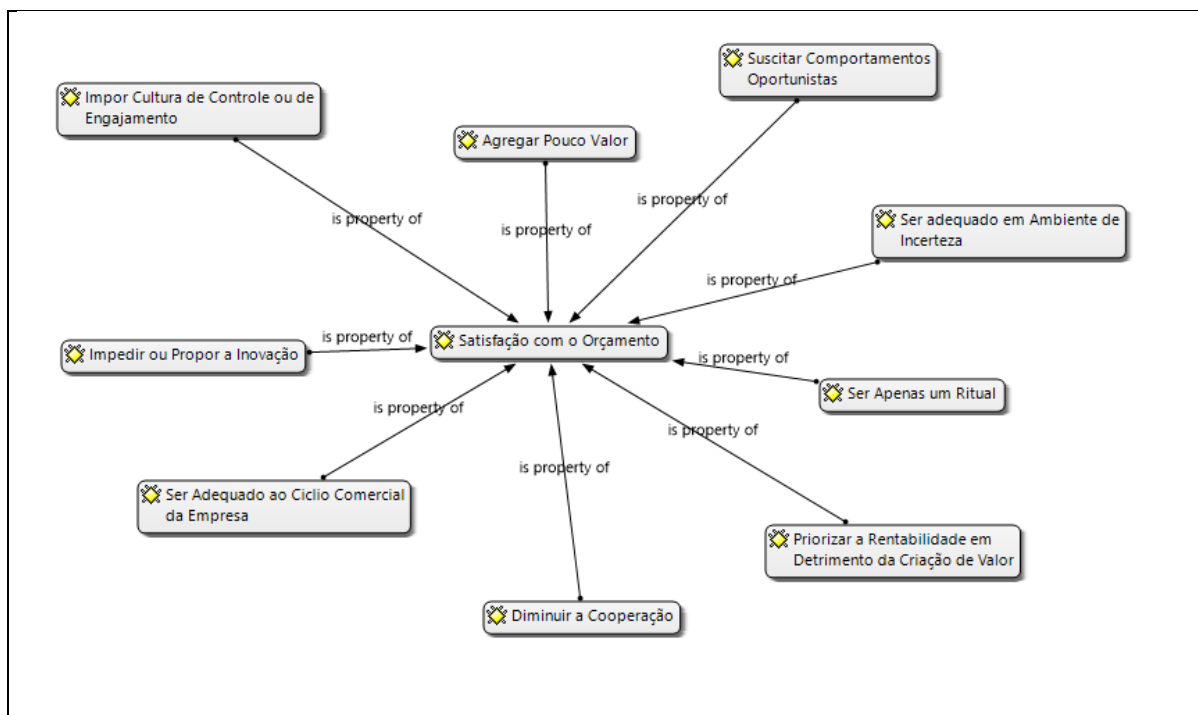 Suscitar Comportamentos
Oportunistas
Impor Cultura de Controle ou de
Engajamento
Agregar Pouco Valor
is property of
is property of
is property of
Ser adequado em Ambiente de
Incerteza
is property of
is property of
Impedir ou Propor a Inovação
Satisfação com o Orçamento
is property of
Ser Apenas um Ritual
is property of
is property of
is property of
Ser Adequado ao Ciclio Comercial
da Empresa
Priorizar a Rentabilidade em
Detrimento da Criação de Valor
Diminuir a Cooperação